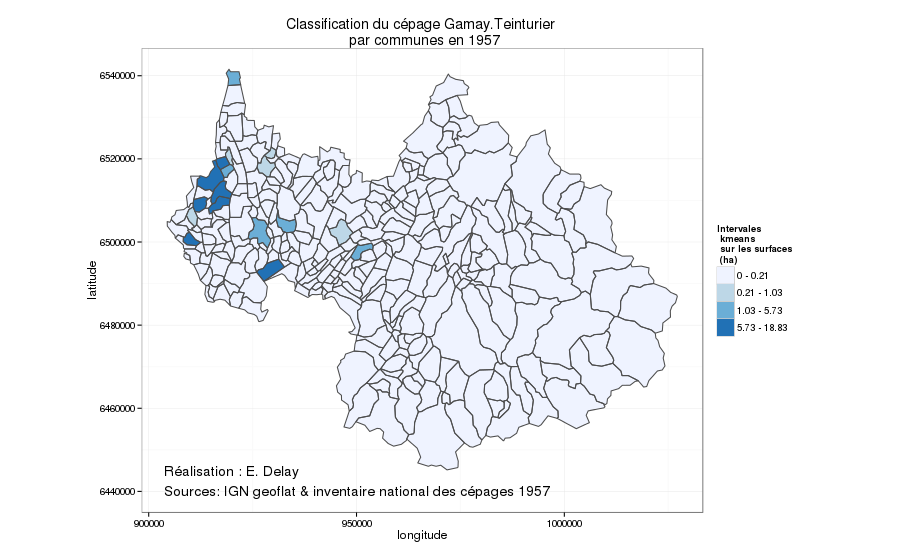 Classification du cépage Gamay.Teinturier
par communes en 1957
6540000
6520000
6500000
6480000
6460000
6440000
latitude
900000
950000
1000000
longitude
Réalisation : E. Delay
Sources: IGN geoflat & inventaire national des cépages 1957
Intervales
kmeans
sur les surfaces
(ha)
0 - 0.21
0.21 - 1.03
1.03 - 5.73
5.73 - 18.83